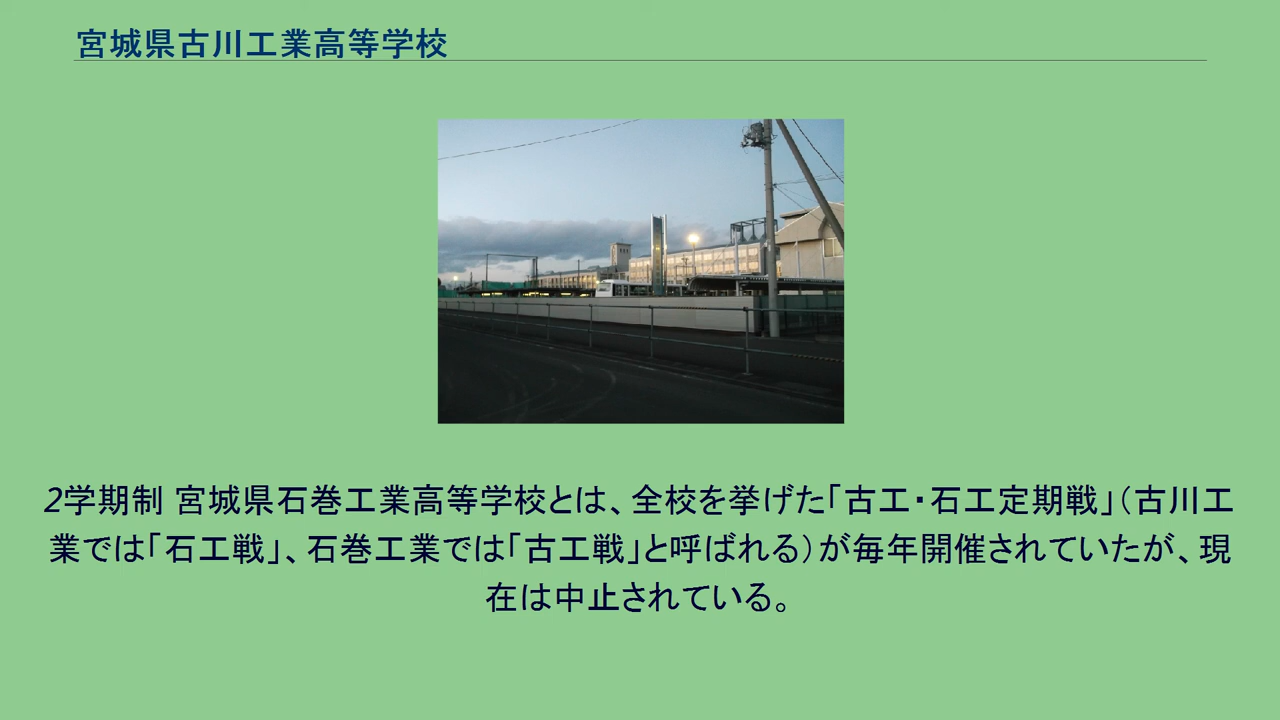 宮城県古川工業高等学校
2学期制 宮城県石巻工業高等学校とは、全校を挙げた「古工・石工定期戦」（古川工
業では「石工戦」、石巻工業では「古工戦」と呼ばれる）が毎年開催されていたが、現
在は中止されている。